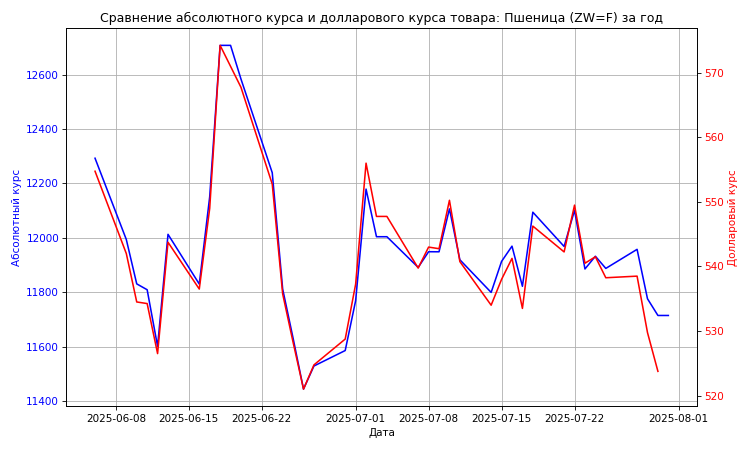 Сравнение абсолютного курса и долларового курса товара: Пшеница (ZW=F) за год
Абсолютный курс
12600
12400
12200
12000
11800
11600
11400
570
560
550
540
530
520
Долларовый курс
2025-06-08 2025-06-15 2025-06-22 2025-07-01 2025-07-08 2025-07-15 2025-07-22 2025-08-01
Дата